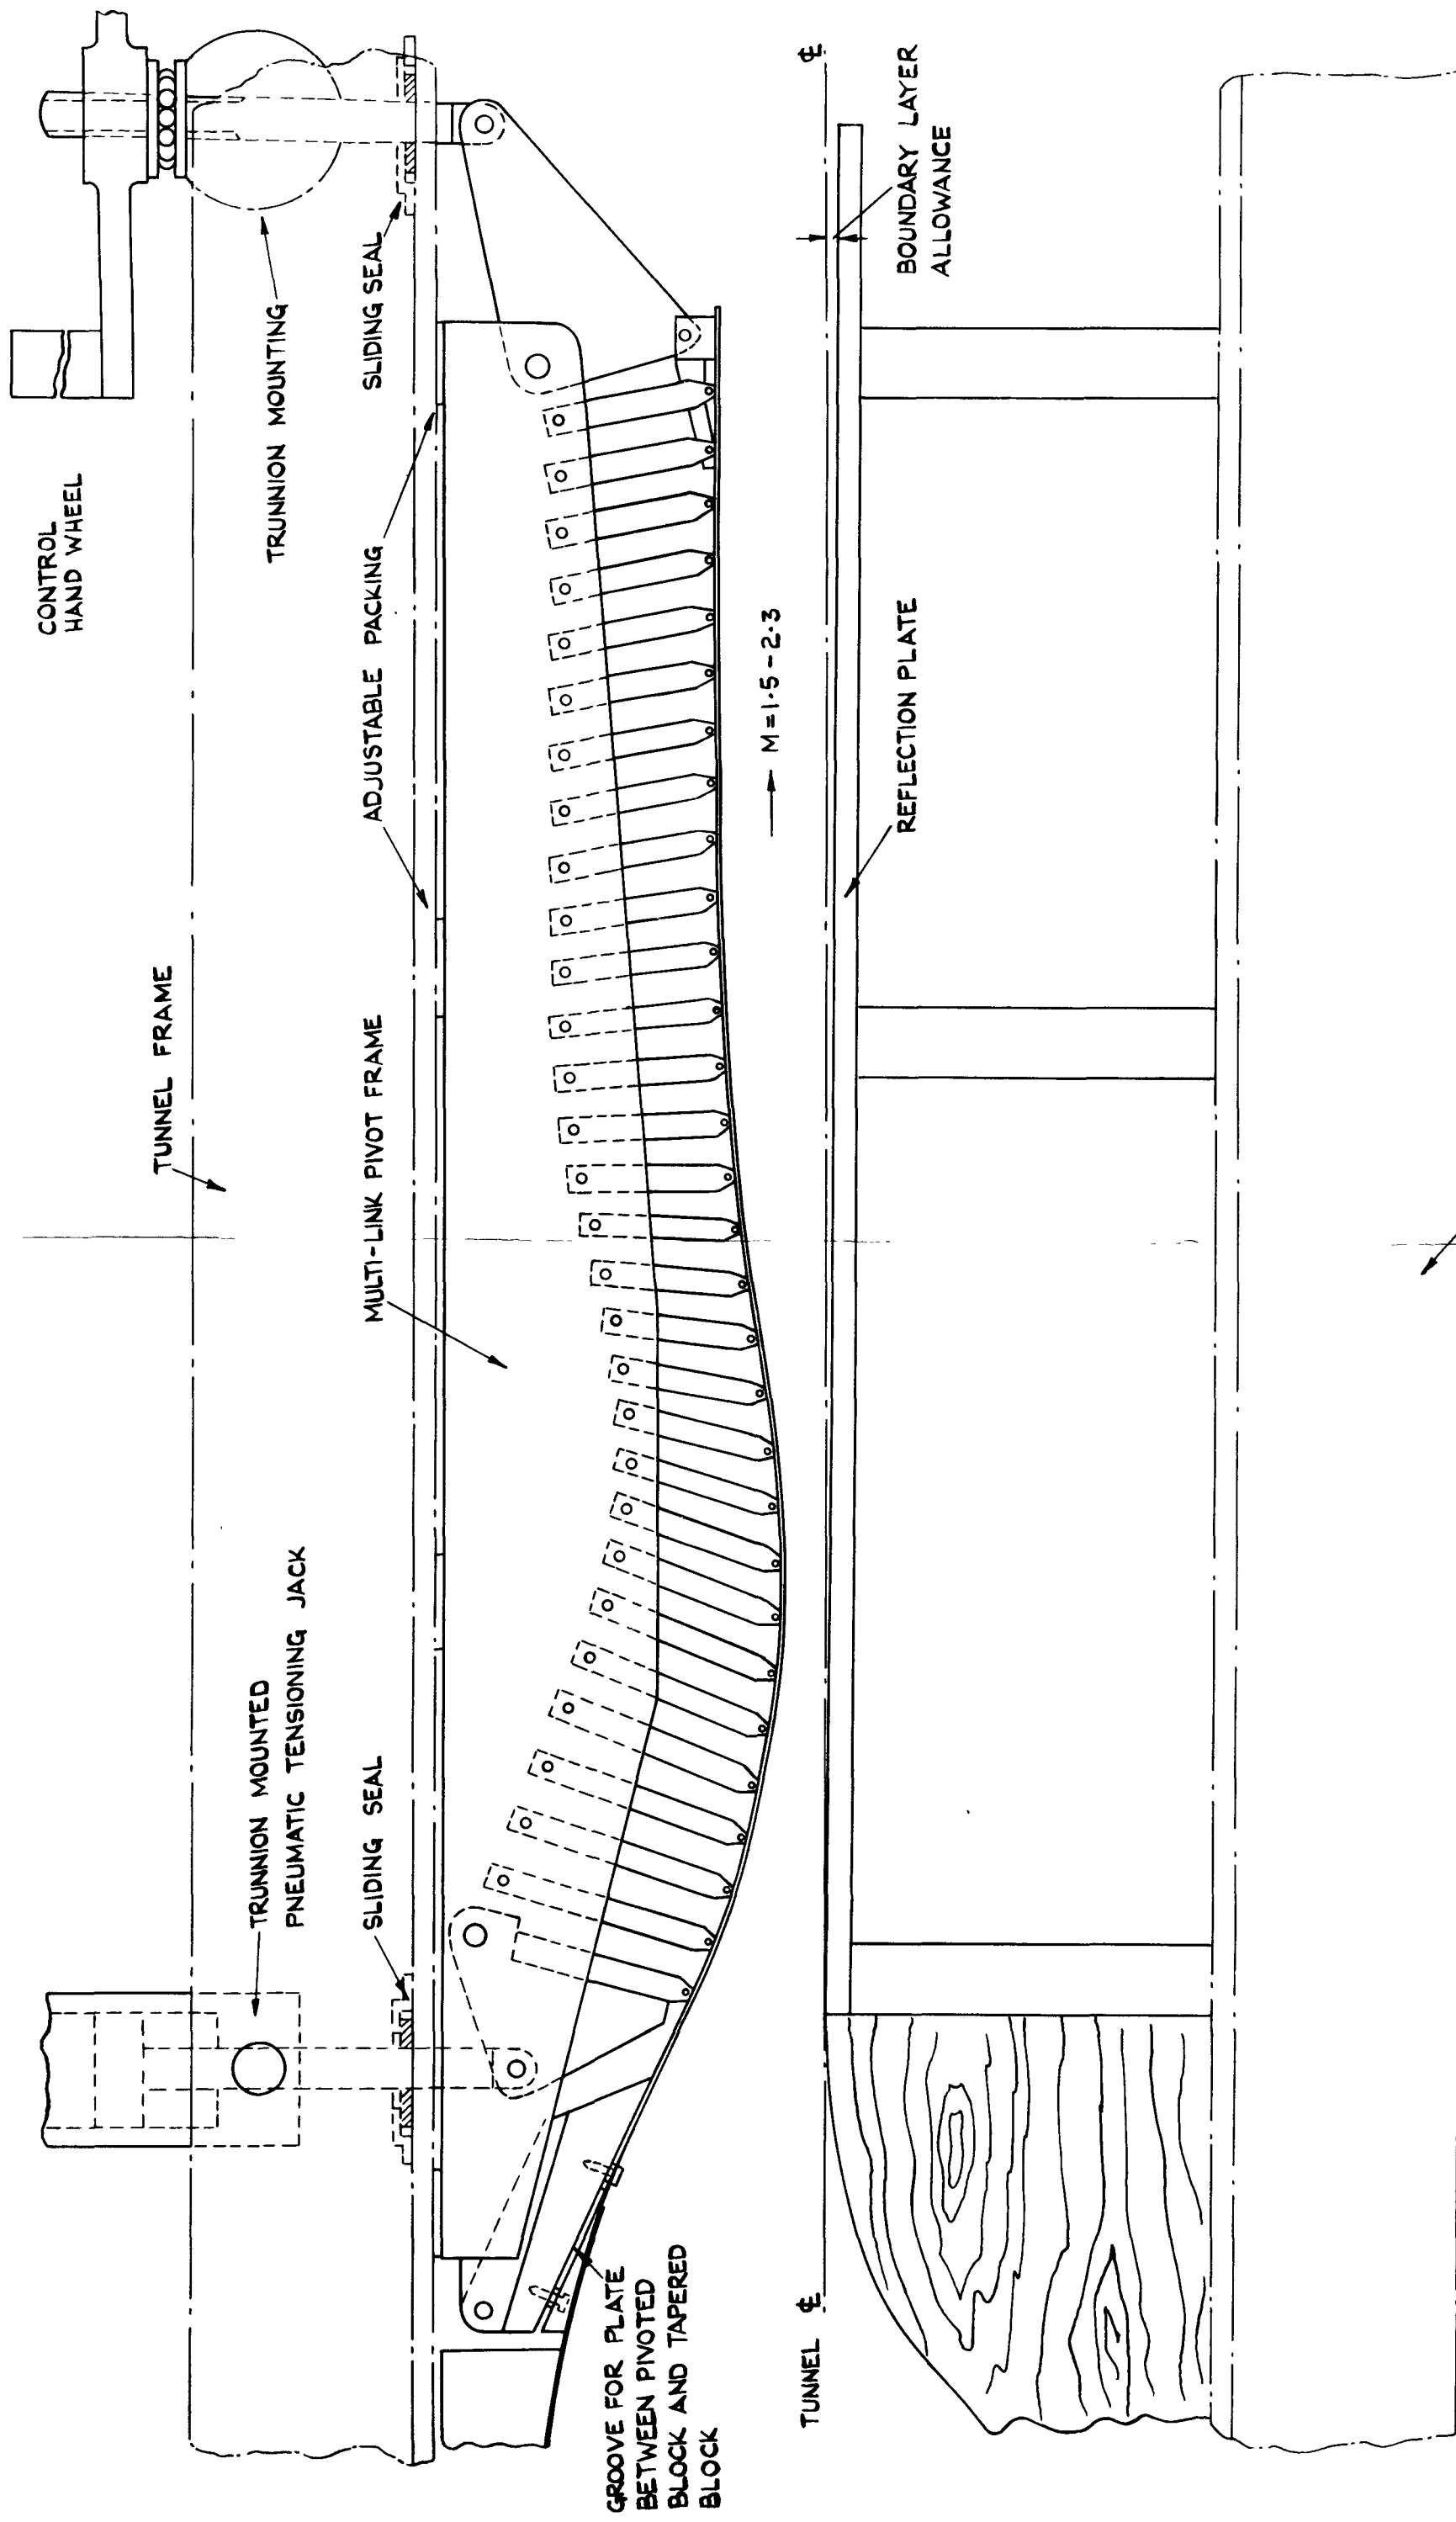 CONTROL
HAND WHEEL
TRUNNION MOUNTING
SLIDING SEAL
ADJUSTABLE PACKING
TUNNEL FRAME
MULTI-LINK PIVOT FRAME
TRUNNION MOUNTED
PNEUMATIC TENSIONING JACK
SLIDING SEAL
GROOVE FOR PLATE
BETWEEN PIVOTED
BLOCK AND TAPERED
BLOCK
M=1·5-2·3
TUNNEL ℄
℄
BOUNDARY LAYER
ALLOWANCE
REFLECTION PLATE